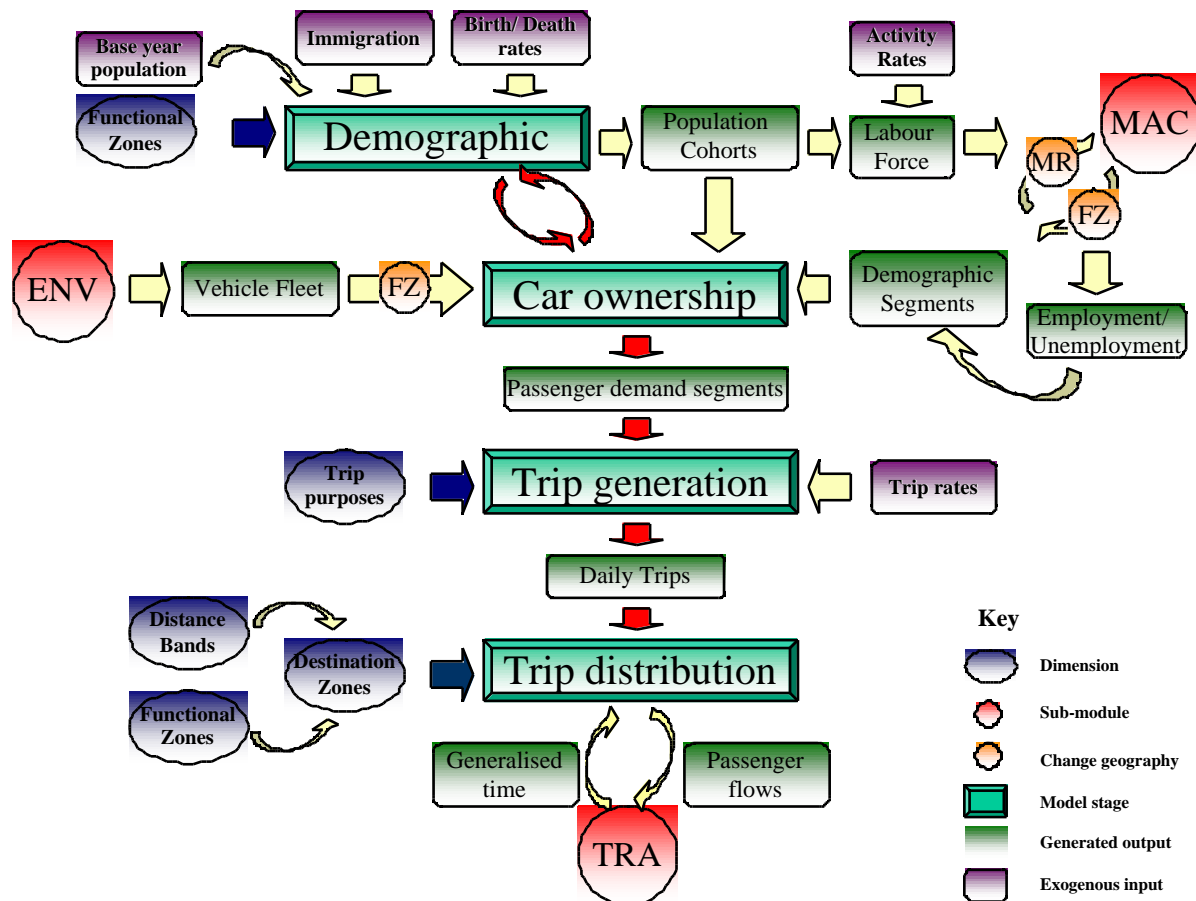 Base year
population
Immigration
Birth/ Death
rates
Activity
Rates
Functional
Zones
Demographic
Population
Cohorts
Labour
Force
MR
MAC
FZ
ENV
Vehicle Fleet
FZ
Car ownership
Demographic
Segments
Employment/
Unemployment
Passenger demand segments
Trip
purposes
Trip generation
Trip rates
Daily Trips
Distance
Bands
Functional
Zones
Destination
Zones
Trip distribution
Generalised
time
Passenger
flows
TRA
Key
Dimension
Sub-module
Change geography
Model stage
Generated output
Exogenous input